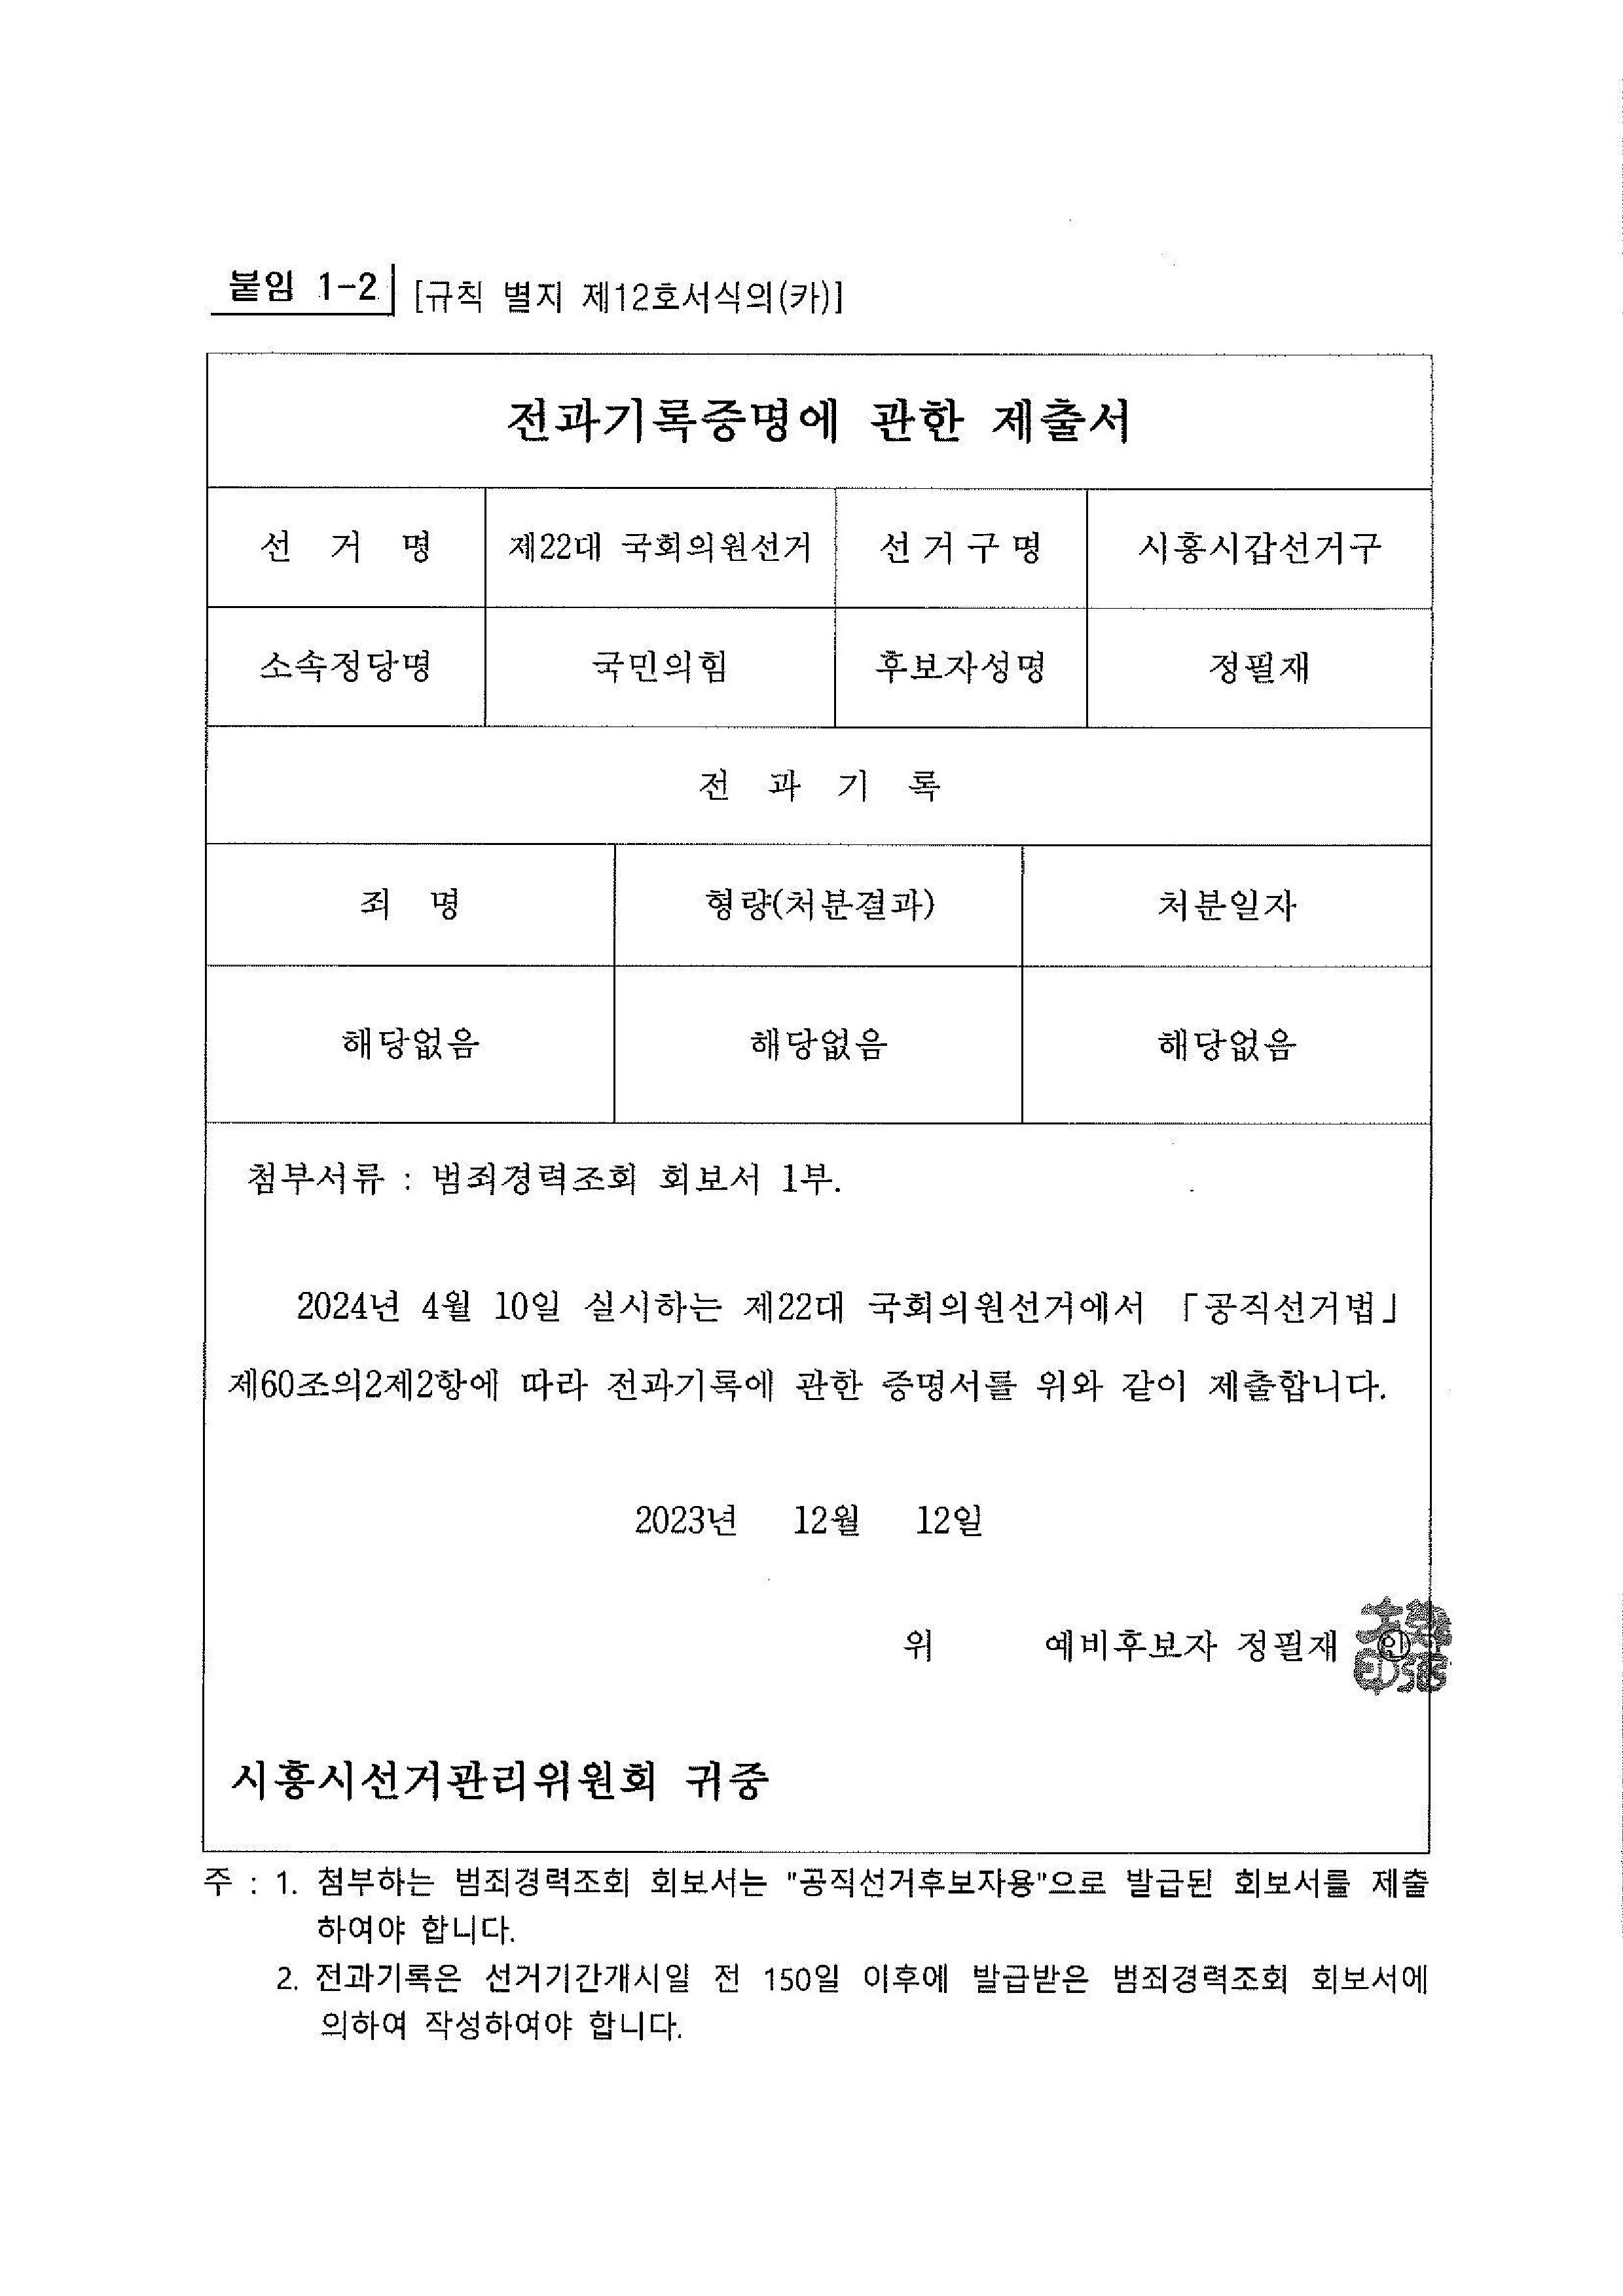 붙임 1-2 [규칙 별지 제12호서식의(카)]
전과기록증명에 관한 제출서
선 거 명 제22대 국회의원선거 선거구명 시흥시갑선거구
소속정당명 국민의힘 후보자성명 정필재
전 과 기 록
죄 명 형량(처분결과) 처분일자
해당없음 해당없음 해당없음
첨부서류 : 범죄경력조회 회보서 1부.
2024년 4월 10일 실시하는 제22대 국회의원선거에서 「공직선거법」
제60조의2제2항에 따라 전과기록에 관한 증명서를 위와 같이 제출합니다.
2023년 12월 12일
위 예비후보자 정필재 ㊞
시흥시선거관리위원회 귀중
주 : 1. 첨부하는 범죄경력조회 회보서는 "공직선거후보자용"으로 발급된 회보서를 제출
하여야 합니다.
2. 전과기록은 선거기간개시일 전 150일 이후에 발급받은 범죄경력조회 회보서에
의하여 작성하여야 합니다.